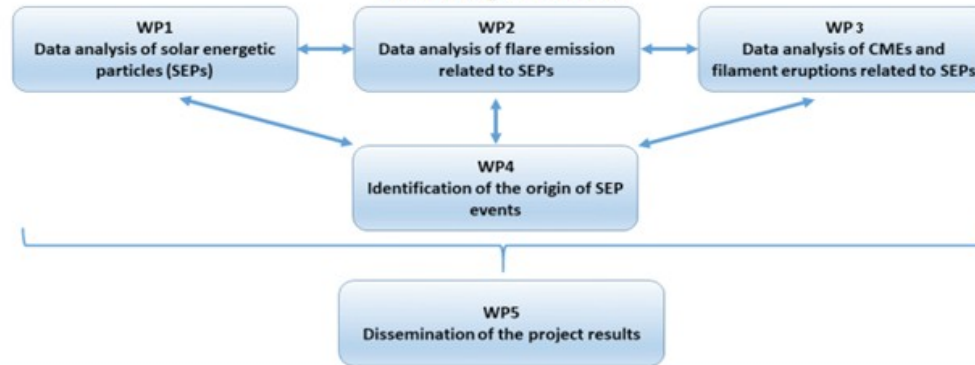 WP1
Data analysis of solar energetic
particles (SEPs)
WP2
Data analysis of flare emission
related to SEPs
WP3
Data analysis of CMEs and
filament eruptions related to SEPs
WP4
Identification of the origin of SEP
events
WP5
Dissemination of the project results